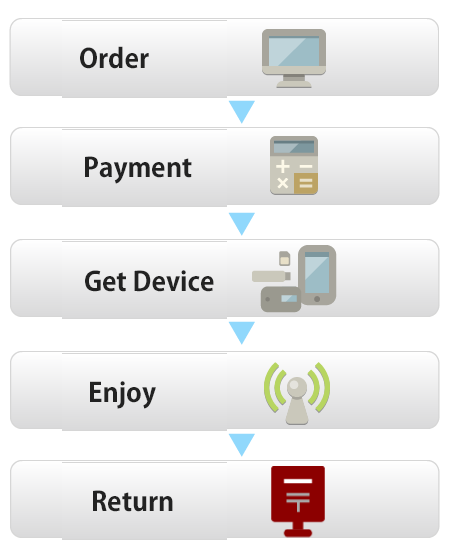 Order
Payment
Get Device
Enjoy
Return